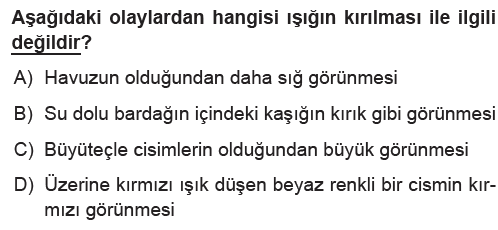 Aşağıdaki olaylardan hangisi ışığın kırılması ile ilgili
değildir?
A) Havuzun olduğundan daha sığ görünmesi
B) Su dolu bardağın içindeki kaşığın kırık gibi görünmesi
C) Büyüteçle cisimlerin olduğundan büyük görünmesi
D) Üzerine kırmızı ışık düşen beyaz renkli bir cismin kır-
mızı görünmesi